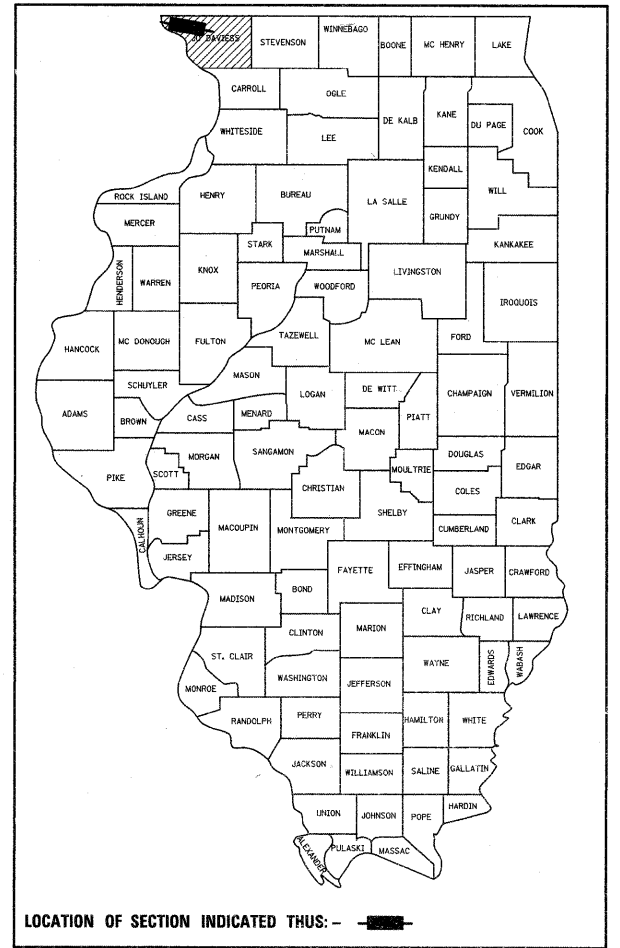 JO DAVIESS
STEVENSON
WINNEBAGO
BOONE
MC HENRY
LAKE
CARROLL
OGLE
DE KALB
KANE
DU PAGE
COOK
WHITESIDE
LEE
KENDALL
WILL
ROCK ISLAND
HENRY
BUREAU
LA SALLE
GRUNDY
MERCER
PUTNAM
STARK
MARSHALL
KANKAKEE
HENDERSON
WARREN
KNOX
PEORIA
WOODFORD
LIVINGSTON
IROQUOIS
HANCOCK
MC DONOUGH
FULTON
TAZEWELL
MC LEAN
FORD
SCHUYLER
MASON
LOGAN
DE WITT
CHAMPAIGN
VERMILION
ADAMS
BROWN
CASS
MENARD
PIATT
MACON
MORGAN
SANGAMON
DOUGLAS
EDGAR
PIKE
SCOTT
CHRISTIAN
MOULTRIE
COLES
GREENE
MACOUPIN
MONTGOMERY
SHELBY
CUMBERLAND
CLARK
CALHOUN
JERSEY
FAYETTE
EFFINGHAM
JASPER
CRAWFORD
MADISON
BOND
CLAY
RICHLAND
LAWRENCE
CLINTON
MARION
ST. CLAIR
WAYNE
EDWARDS
WABASH
WASHINGTON
JEFFERSON
MONROE
RANDOLPH
PERRY
HAMILTON
WHITE
FRANKLIN
JACKSON
WILLIAMSON
SALINE
GALLATIN
UNION
JOHNSON
POPE
HARDIN
ALEXANDER
PULASKI
MASSAC
LOCATION OF SECTION INDICATED THUS: -